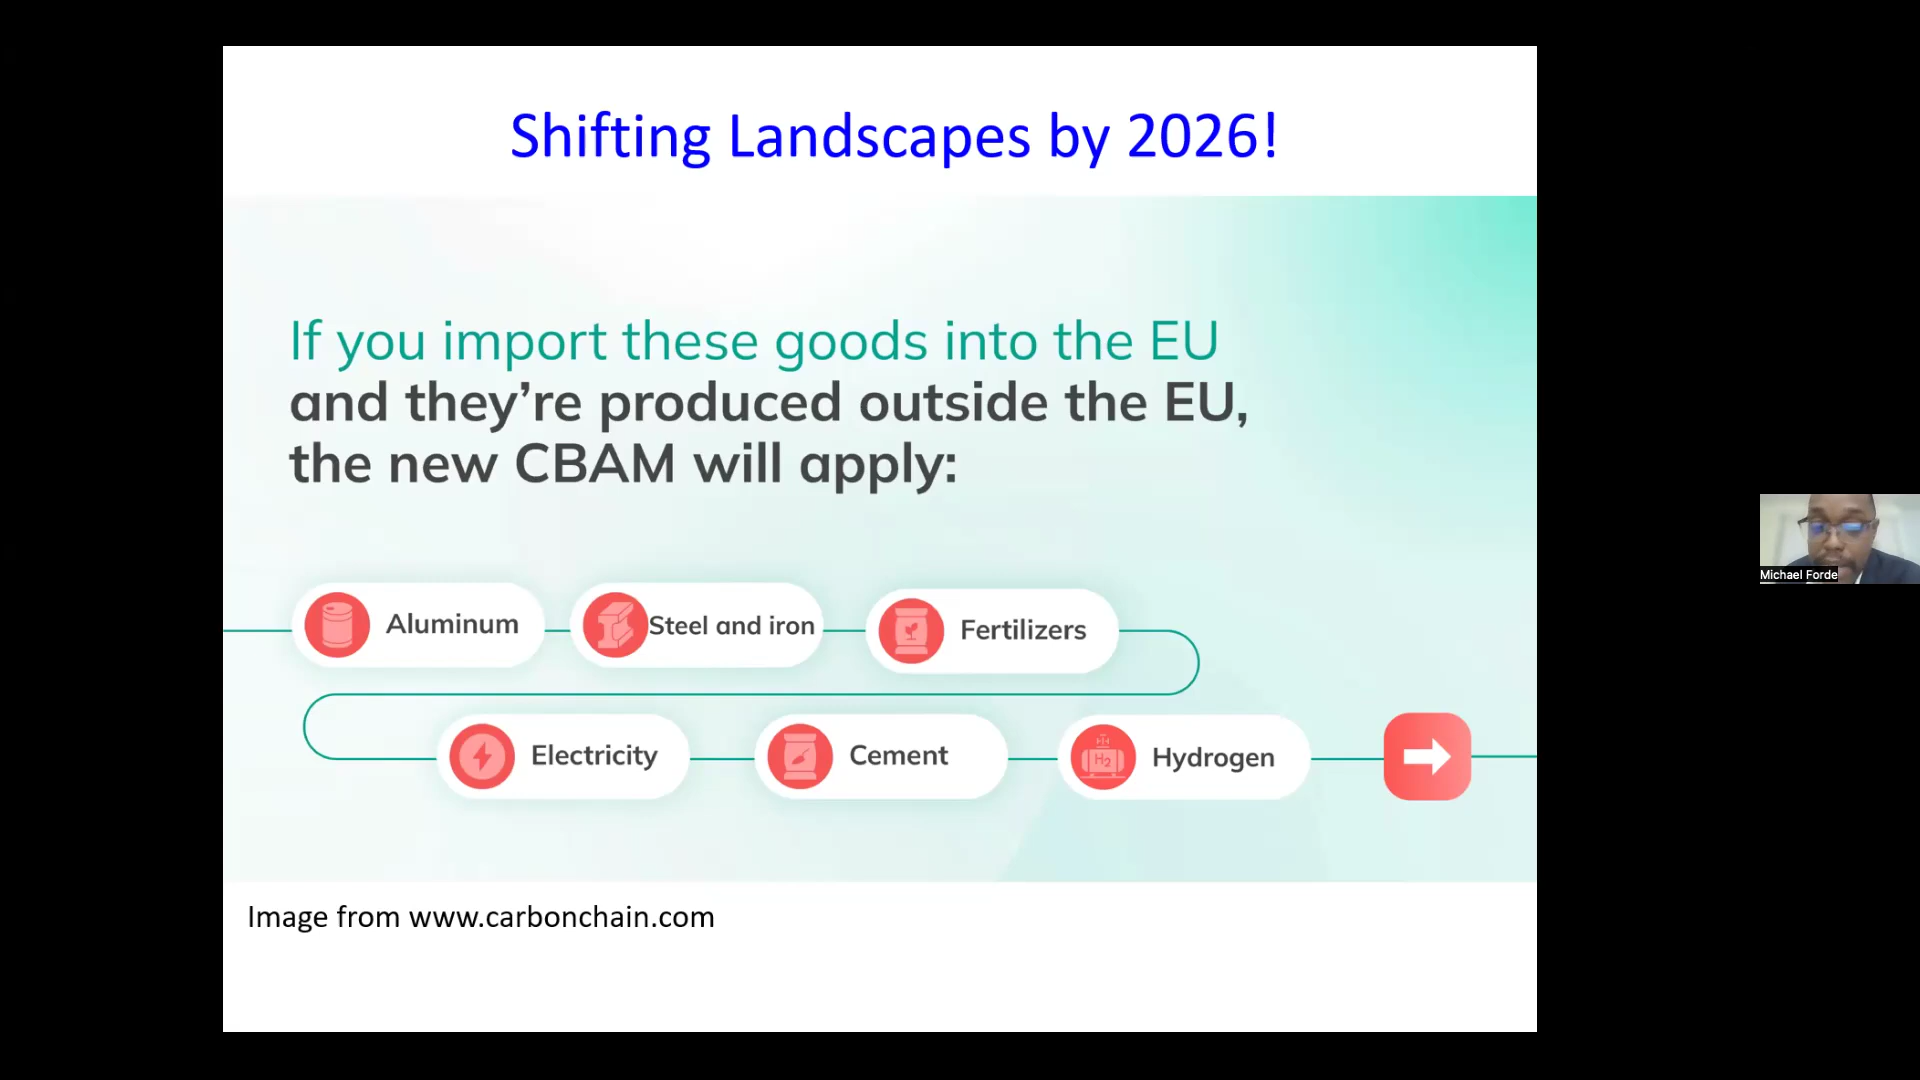 Shifting Landscapes by 2026!
If you import these goods into the EU
and they’re produced outside the EU,
the new CBAM will apply:
Aluminum
Steel and iron
Fertilizers
Electricity
Cement
H2
Hydrogen
Image from www.carbonchain.com
Michael Forde